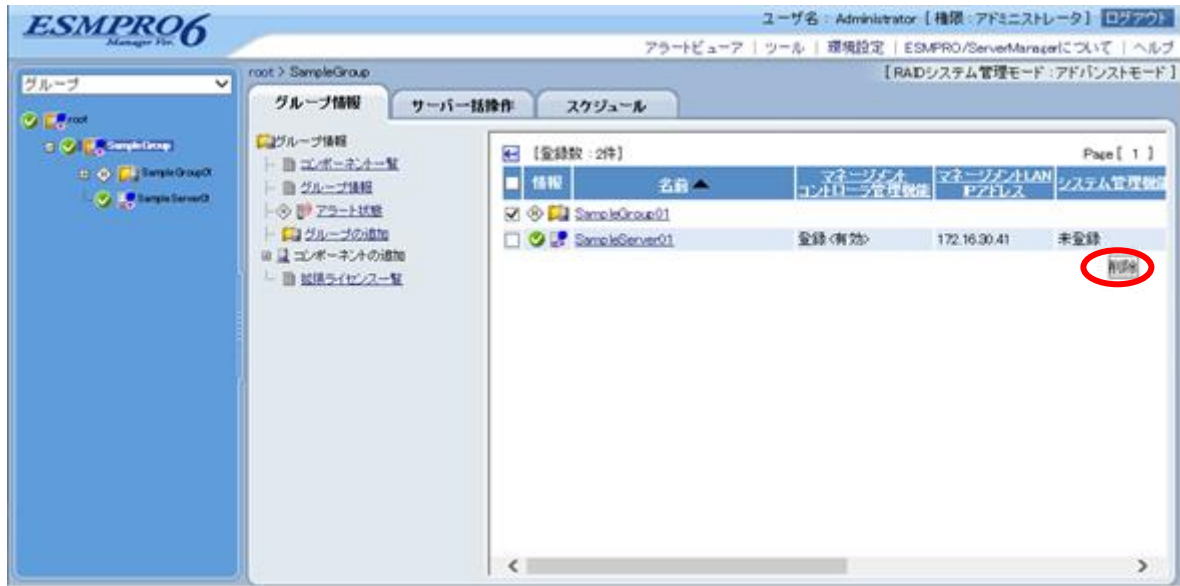 ESMPRO6
Manager Ver.
ユーザ名 : Administrator [ 権限 : アドミニストレータ ] ログアウト
アラートビューア | ツール | 環境設定 | ESMPRO/ServerManagerについて | ヘルプ
グループ
root > SampleGroup
[ RAIDシステム管理モード : アドバンストモード ]
root
SampleGroup
SampleGroup0
SampleServer0
グループ情報
サーバ一括操作
スケジュール
グループ情報
コンポーネント一覧
グループ情報
アラート状態
グループの追加
コンポーネントの追加
拡張ライセンス一覧
[登録数 : 2件]
Page [ 1 ]
情報 名前▲ マネージメントコントローラ管理機能 マネージメントLAN IPアドレス システム管理機能
SampleGroup01
SampleServer01 登録 <有効> 172.16.30.41 未登録
削除